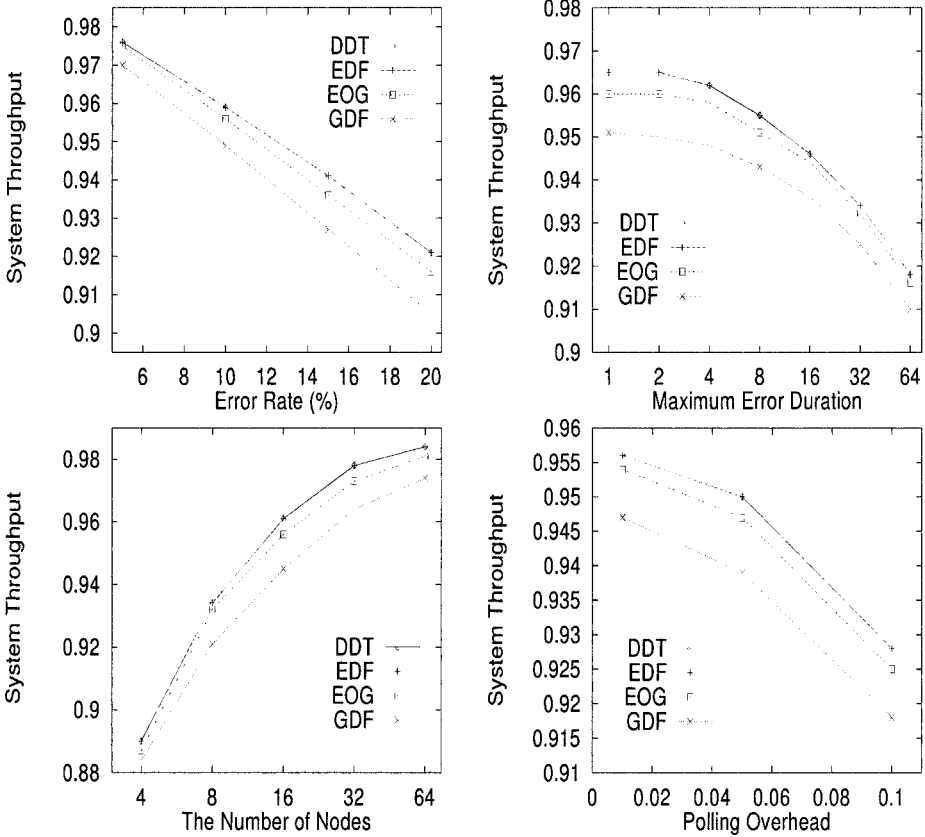 System Throughput
0.98
0.97
0.96
0.95
0.94
0.93
0.92
0.91
0.9
DDT
EDF
EOG
GDF
6 8 10 12 14 16 18 20
Error Rate (%)
System Throughput
0.98
0.97
0.96
0.95
0.94
0.93
0.92
0.91
0.9
DDT
EDF
EOG
GDF
1 2 4 8 16 32 64
Maximum Error Duration
System Throughput
0.98
0.96
0.94
0.92
0.9
0.88
DDT
EDF
EOG
GDF
4 8 16 32 64
The Number of Nodes
System Throughput
0.96
0.955
0.95
0.945
0.94
0.935
0.93
0.925
0.92
0.915
0.91
DDT
EDF
EOG
GDF
0 0.02 0.04 0.06 0.08 0.1
Polling Overhead